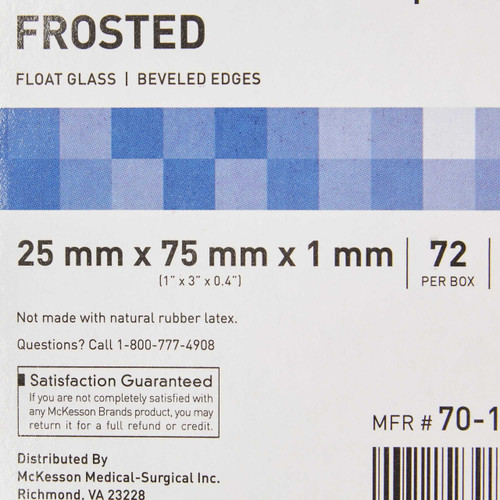 FROSTED
FLOAT GLASS | BEVELED EDGES
25 mm x 75 mm x 1 mm | 72
(1" x 3" x 0.4") PER BOX
Not made with natural rubber latex.
Questions? Call 1-800-777-4908
Satisfaction Guaranteed
If you are not completely satisfied with
any McKesson Brands product, you may
return it for a full refund or credit.
MFR # 70-1
Distributed By
McKesson Medical-Surgical Inc.
Richmond, VA 23228